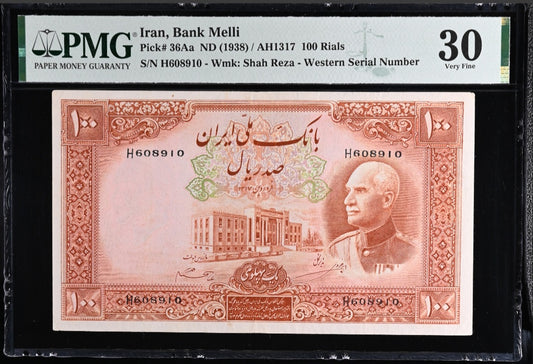 PMG
PAPER MONEY GUARANTY
Iran, Bank Melli
Pick# 36Aa ND (1938) / AH1317 100 Rials
S/N H608910 - Wmk: Shah Reza - Western Serial Number
30
Very Fine
۱۰۰ ۱۰۰
بانک ملی ایران
H608910 H608910
صد ریال
۱۰۰ ۱۰۰
H608910 H608910